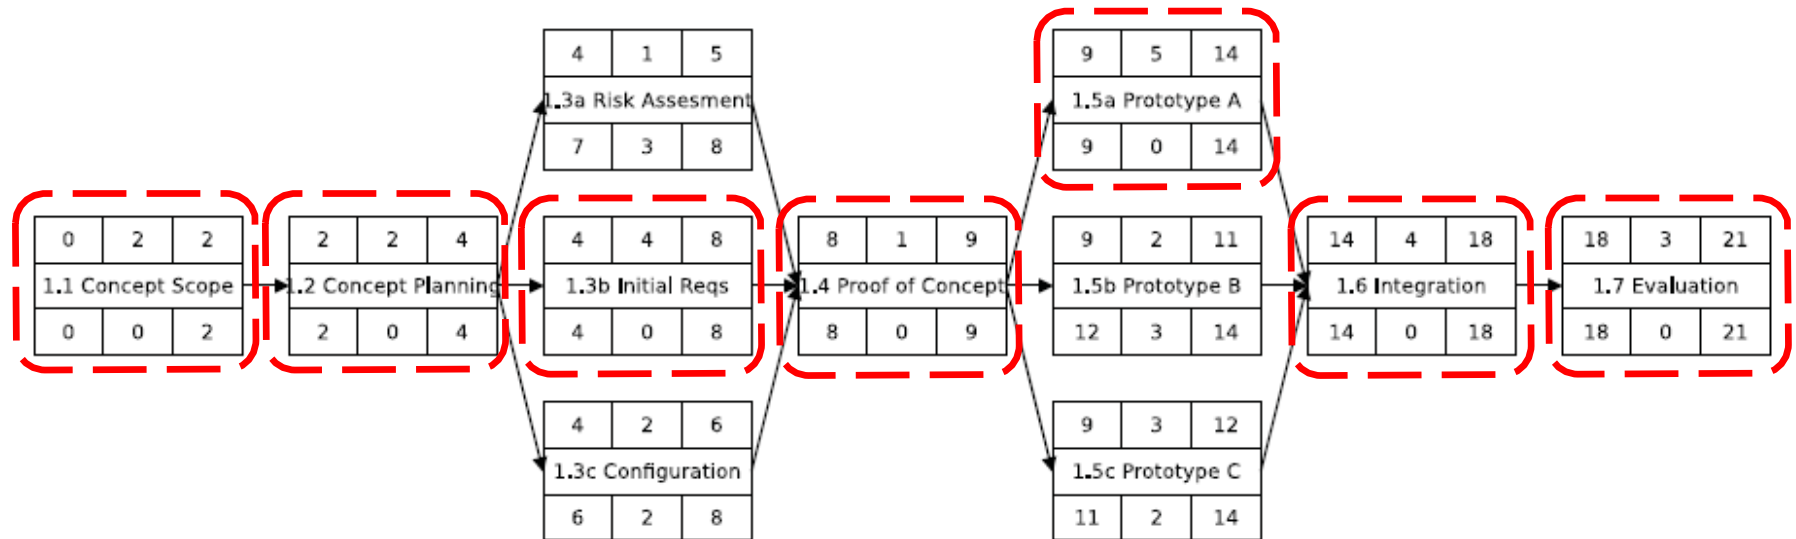 4 1 5
1.3a Risk Assesment
7 3 8
9 5 14
1.5a Prototype A
9 0 14
0 2 2
1.1 Concept Scope
0 0 2
2 2 4
1.2 Concept Planning
2 0 4
4 4 8
1.3b Initial Reqs
4 0 8
8 1 9
1.4 Proof of Concept
8 0 9
9 2 11
1.5b Prototype B
12 3 14
14 4 18
1.6 Integration
14 0 18
18 3 21
1.7 Evaluation
18 0 21
4 2 6
1.3c Configuration
6 2 8
9 3 12
1.5c Prototype C
11 2 14